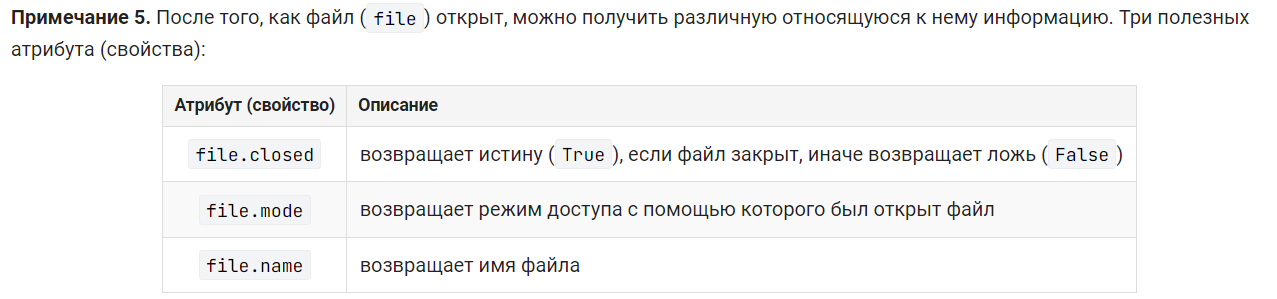 Примечание 5. После того, как файл ( file ) открыт, можно получить различную относящуюся к нему информацию. Три полезных
атрибута (свойства):
Атрибут (свойство) Описание
file.closed возвращает истину ( True ), если файл закрыт, иначе возвращает ложь ( False )
file.mode возвращает режим доступа с помощью которого был открыт файл
file.name возвращает имя файла